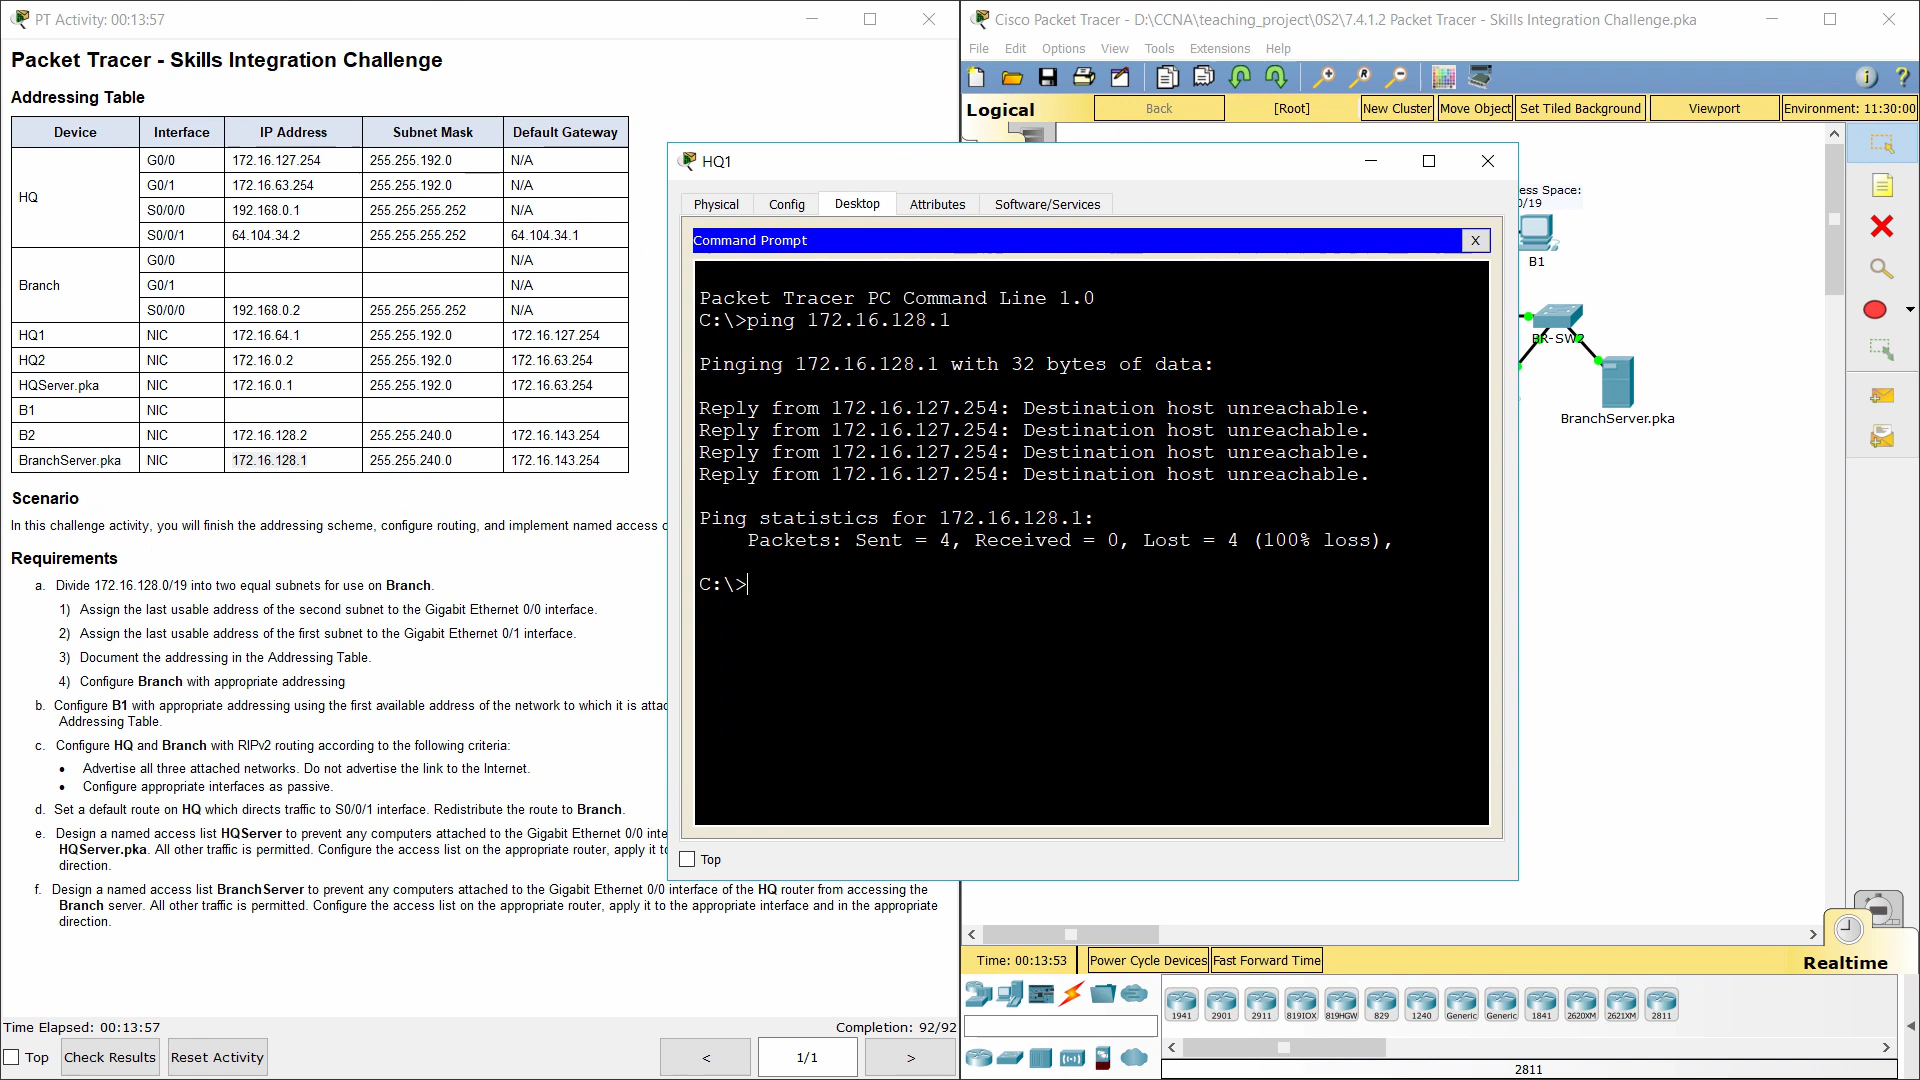 PT Activity: 00:13:57
Packet Tracer - Skills Integration Challenge
Addressing Table
Device Interface IP Address Subnet Mask Default Gateway
HQ
G0/0 172.16.127.254 255.255.192.0 N/A
G0/1 172.16.63.254 255.255.192.0 N/A
S0/0/0 192.168.0.1 255.255.255.252 N/A
S0/0/1 64.104.34.2 255.255.255.252 64.104.34.1
Branch
G0/0 N/A
G0/1 N/A
S0/0/0 192.168.0.2 255.255.255.252 N/A
HQ1 NIC 172.16.64.1 255.255.192.0 172.16.127.254
HQ2 NIC 172.16.0.2 255.255.192.0 172.16.63.254
HQServer.pka NIC 172.16.0.1 255.255.192.0 172.16.63.254
B1 NIC
B2 NIC 172.16.128.2 255.255.240.0 172.16.143.254
BranchServer.pka NIC 172.16.128.1 255.255.240.0 172.16.143.254
Scenario
In this challenge activity, you will finish the addressing scheme, configure routing, and implement named access
Requirements
a. Divide 172.16.128.0/19 into two equal subnets for use on Branch.
1) Assign the last usable address of the second subnet to the Gigabit Ethernet 0/0 interface.
2) Assign the last usable address of the first subnet to the Gigabit Ethernet 0/1 interface.
3) Document the addressing in the Addressing Table.
4) Configure Branch with appropriate addressing
b. Configure B1 with appropriate addressing using the first available address of the network to which it is attac
Addressing Table.
c. Configure HQ and Branch with RIPv2 routing according to the following criteria:
• Advertise all three attached networks. Do not advertise the link to the Internet.
• Configure appropriate interfaces as passive.
d. Set a default route on HQ which directs traffic to S0/0/1 interface. Redistribute the route to Branch.
e. Design a named access list HQServer to prevent any computers attached to the Gigabit Ethernet 0/0 inte
HQServer.pka. All other traffic is permitted. Configure the access list on the appropriate router, apply it to
direction.
f. Design a named access list BranchServer to prevent any computers attached to the Gigabit Ethernet 0/0 interface of the HQ router from accessing the
Branch server. All other traffic is permitted. Configure the access list on the appropriate router, apply it to the appropriate interface and in the appropriate
direction.
Time Elapsed: 00:13:57
Completion: 92/92
Top
Check Results
Reset Activity
<
1/1
>
Cisco Packet Tracer - D:\CCNA\teaching_project\0S2\7.4.1.2 Packet Tracer - Skills Integration Challenge.pka
File Edit Options View Tools Extensions Help
Logical
Back
[Root]
New Cluster
Move Object
Set Tiled Background
Viewport
Environment: 11:30:00
ess Space:
0/19
B1
BR-SW2
BranchServer.pka
HQ1
Physical Config Desktop Attributes Software/Services
Command Prompt
X
Packet Tracer PC Command Line 1.0
C:\>ping 172.16.128.1
Pinging 172.16.128.1 with 32 bytes of data:
Reply from 172.16.127.254: Destination host unreachable.
Reply from 172.16.127.254: Destination host unreachable.
Reply from 172.16.127.254: Destination host unreachable.
Reply from 172.16.127.254: Destination host unreachable.
Ping statistics for 172.16.128.1:
Packets: Sent = 4, Received = 0, Lost = 4 (100% loss),
C:\>
Top
Time: 00:13:53
Power Cycle Devices
Fast Forward Time
Realtime
1941 2901 2911 819IOX 819HGW 829 1240 Generic Generic 1841 2620XM 2621XM 2811
2811